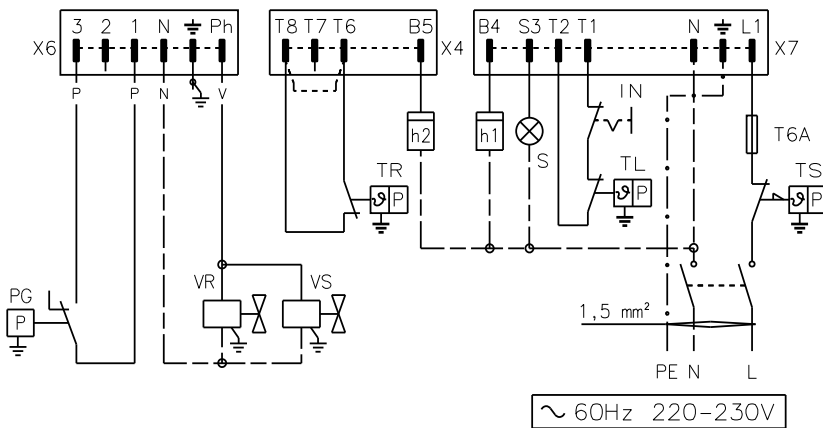 3 2 1 N Ph
X6
P P N V
T8 T7 T6 B5
X4
B4 S3 T2 T1 N L1
X7
h2
h1
S
IN
TL
P
T6A
TS
P
TR
P
VR
VS
PG
P
1,5 mm²
PE N L
60Hz 220-230V